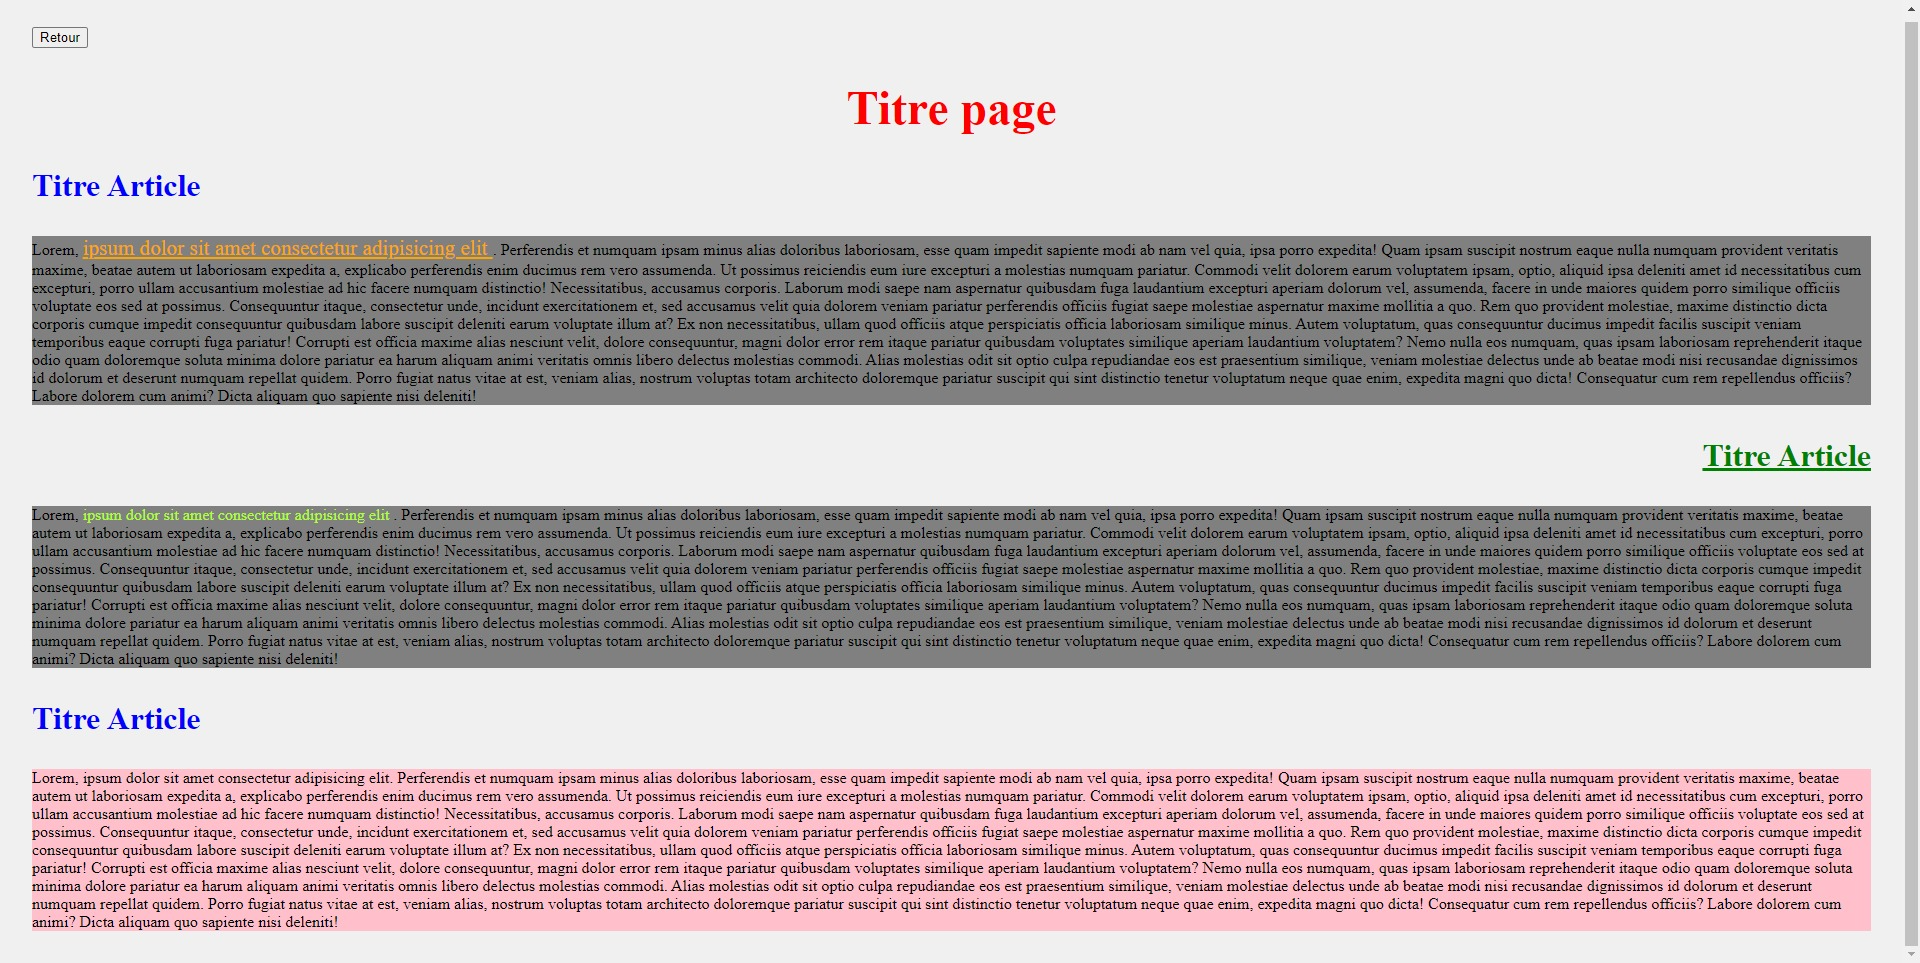 Retour
Titre page
Titre Article
Lorem, ipsum dolor sit amet consectetur adipisicing elit . Perferendis et numquam ipsam minus alias doloribus laboriosam, esse quam impedit sapiente modi ab nam vel quia, ipsa porro expedita! Quam ipsam suscipit nostrum eaque nulla numquam provident veritatis
maxime, beatae autem ut laboriosam expedita a, explicabo perferendis enim ducimus rem vero assumenda. Ut possimus reiciendis eum iure excepturi a molestias numquam pariatur. Commodi velit dolorem earum voluptatem ipsam, optio, aliquid ipsa deleniti amet id necessitatibus cum
excepturi, porro ullam accusantium molestiae ad hic facere numquam distinctio! Necessitatibus, accusamus corporis. Laborum modi saepe nam aspernatur quibusdam fuga laudantium excepturi aperiam dolorum vel, assumenda, facere in unde maiores quidem porro similique officiis
voluptate eos sed at possimus. Consequuntur itaque, consectetur unde, incidunt exercitationem et, sed accusamus velit quia dolorem veniam pariatur perferendis officiis fugiat saepe molestiae aspernatur maxime mollitia a quo. Rem quo provident molestiae, maxime distinctio dicta
corporis cumque impedit consequuntur quibusdam labore suscipit deleniti earum voluptate illum at? Ex non necessitatibus, ullam quod officiis atque perspiciatis officia laboriosam similique minus. Autem voluptatum, quas consequuntur ducimus impedit facilis suscipit veniam
temporibus eaque corrupti fuga pariatur! Corrupti est officia maxime alias nesciunt velit, dolore consequuntur, magni dolor error rem itaque pariatur quibusdam voluptates similique aperiam laudantium voluptatem? Nemo nulla eos numquam, quas ipsam laboriosam reprehenderit itaque
odio quam doloremque soluta minima dolore pariatur ea harum aliquam animi veritatis omnis libero delectus molestias commodi. Alias molestias odit sit optio culpa repudiandae eos est praesentium similique, veniam molestiae delectus unde ab beatae modi nisi recusandae dignissimos
id dolorum et deserunt numquam repellat quidem. Porro fugiat natus vitae at est, veniam alias, nostrum voluptas totam architecto doloremque pariatur suscipit qui sint distinctio tenetur voluptatum neque quae enim, expedita magni quo dicta! Consequatur cum rem repellendus officiis?
Labore dolorem cum animi? Dicta aliquam quo sapiente nisi deleniti!
Titre Article
Lorem, ipsum dolor sit amet consectetur adipisicing elit . Perferendis et numquam ipsam minus alias doloribus laboriosam, esse quam impedit sapiente modi ab nam vel quia, ipsa porro expedita! Quam ipsam suscipit nostrum eaque nulla numquam provident veritatis maxime, beatae
autem ut laboriosam expedita a, explicabo perferendis enim ducimus rem vero assumenda. Ut possimus reiciendis eum iure excepturi a molestias numquam pariatur. Commodi velit dolorem earum voluptatem ipsam, optio, aliquid ipsa deleniti amet id necessitatibus cum excepturi, porro
ullam accusantium molestiae ad hic facere numquam distinctio! Necessitatibus, accusamus corporis. Laborum modi saepe nam aspernatur quibusdam fuga laudantium excepturi aperiam dolorum vel, assumenda, facere in unde maiores quidem porro similique officiis voluptate eos sed at
possimus. Consequuntur itaque, consectetur unde, incidunt exercitationem et, sed accusamus velit quia dolorem veniam pariatur perferendis officiis fugiat saepe molestiae aspernatur maxime mollitia a quo. Rem quo provident molestiae, maxime distinctio dicta corporis cumque impedit
consequuntur quibusdam labore suscipit deleniti earum voluptate illum at? Ex non necessitatibus, ullam quod officiis atque perspiciatis officia laboriosam similique minus. Autem voluptatum, quas consequuntur ducimus impedit facilis suscipit veniam temporibus eaque corrupti fuga
pariatur! Corrupti est officia maxime alias nesciunt velit, dolore consequuntur, magni dolor error rem itaque pariatur quibusdam voluptates similique aperiam laudantium voluptatem? Nemo nulla eos numquam, quas ipsam laboriosam reprehenderit itaque odio quam doloremque soluta
minima dolore pariatur ea harum aliquam animi veritatis omnis libero delectus molestias commodi. Alias molestias odit sit optio culpa repudiandae eos est praesentium similique, veniam molestiae delectus unde ab beatae modi nisi recusandae dignissimos id dolorum et deserunt
numquam repellat quidem. Porro fugiat natus vitae at est, veniam alias, nostrum voluptas totam architecto doloremque pariatur suscipit qui sint distinctio tenetur voluptatum neque quae enim, expedita magni quo dicta! Consequatur cum rem repellendus officiis? Labore dolorem cum
animi? Dicta aliquam quo sapiente nisi deleniti!
Titre Article
Lorem, ipsum dolor sit amet consectetur adipisicing elit. Perferendis et numquam ipsam minus alias doloribus laboriosam, esse quam impedit sapiente modi ab nam vel quia, ipsa porro expedita! Quam ipsam suscipit nostrum eaque nulla numquam provident veritatis maxime, beatae
autem ut laboriosam expedita a, explicabo perferendis enim ducimus rem vero assumenda. Ut possimus reiciendis eum iure excepturi a molestias numquam pariatur. Commodi velit dolorem earum voluptatem ipsam, optio, aliquid ipsa deleniti amet id necessitatibus cum excepturi, porro
ullam accusantium molestiae ad hic facere numquam distinctio! Necessitatibus, accusamus corporis. Laborum modi saepe nam aspernatur quibusdam fuga laudantium excepturi aperiam dolorum vel, assumenda, facere in unde maiores quidem porro similique officiis voluptate eos sed at
possimus. Consequuntur itaque, consectetur unde, incidunt exercitationem et, sed accusamus velit quia dolorem veniam pariatur perferendis officiis fugiat saepe molestiae aspernatur maxime mollitia a quo. Rem quo provident molestiae, maxime distinctio dicta corporis cumque impedit
consequuntur quibusdam labore suscipit deleniti earum voluptate illum at? Ex non necessitatibus, ullam quod officiis atque perspiciatis officia laboriosam similique minus. Autem voluptatum, quas consequuntur ducimus impedit facilis suscipit veniam temporibus eaque corrupti fuga
pariatur! Corrupti est officia maxime alias nesciunt velit, dolore consequuntur, magni dolor error rem itaque pariatur quibusdam voluptates similique aperiam laudantium voluptatem? Nemo nulla eos numquam, quas ipsam laboriosam reprehenderit itaque odio quam doloremque soluta
minima dolore pariatur ea harum aliquam animi veritatis omnis libero delectus molestias commodi. Alias molestias odit sit optio culpa repudiandae eos est praesentium similique, veniam molestiae delectus unde ab beatae modi nisi recusandae dignissimos id dolorum et deserunt
numquam repellat quidem. Porro fugiat natus vitae at est, veniam alias, nostrum voluptas totam architecto doloremque pariatur suscipit qui sint distinctio tenetur voluptatum neque quae enim, expedita magni quo dicta! Consequatur cum rem repellendus officiis? Labore dolorem cum
animi? Dicta aliquam quo sapiente nisi deleniti!